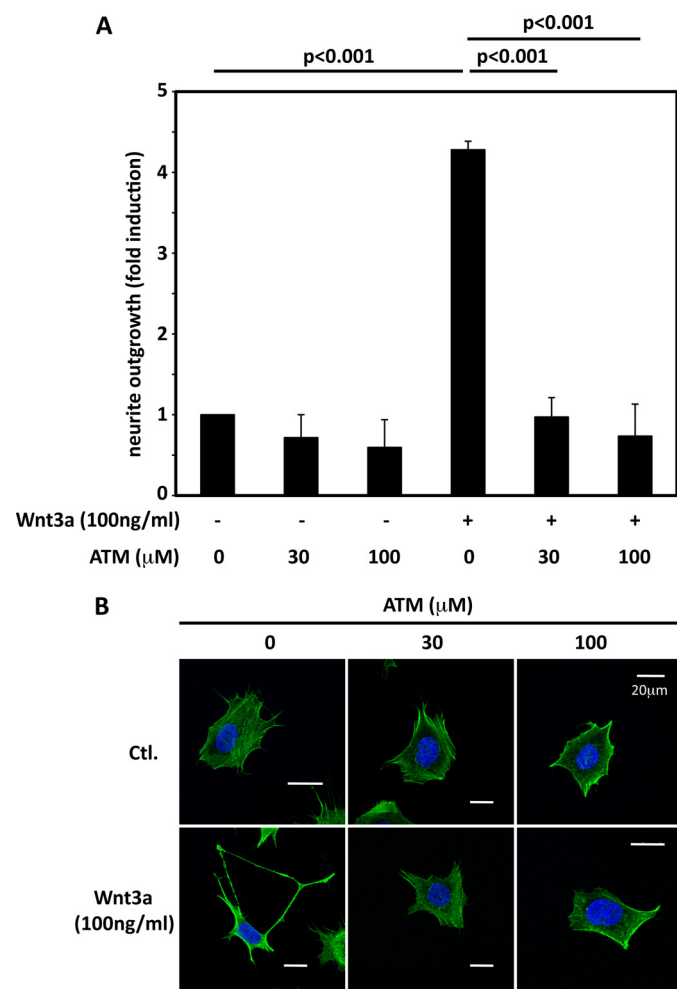 A
p<0.001
p<0.001
p<0.001
5
4
3
2
1
0
neurite outgrowth (fold induction)
Wnt3a (100ng/ml) - - - + + +
ATM (μM) 0 30 100 0 30 100
B
ATM (μM)
0 30 100
20μm
Ctl.
Wnt3a
(100ng/ml)